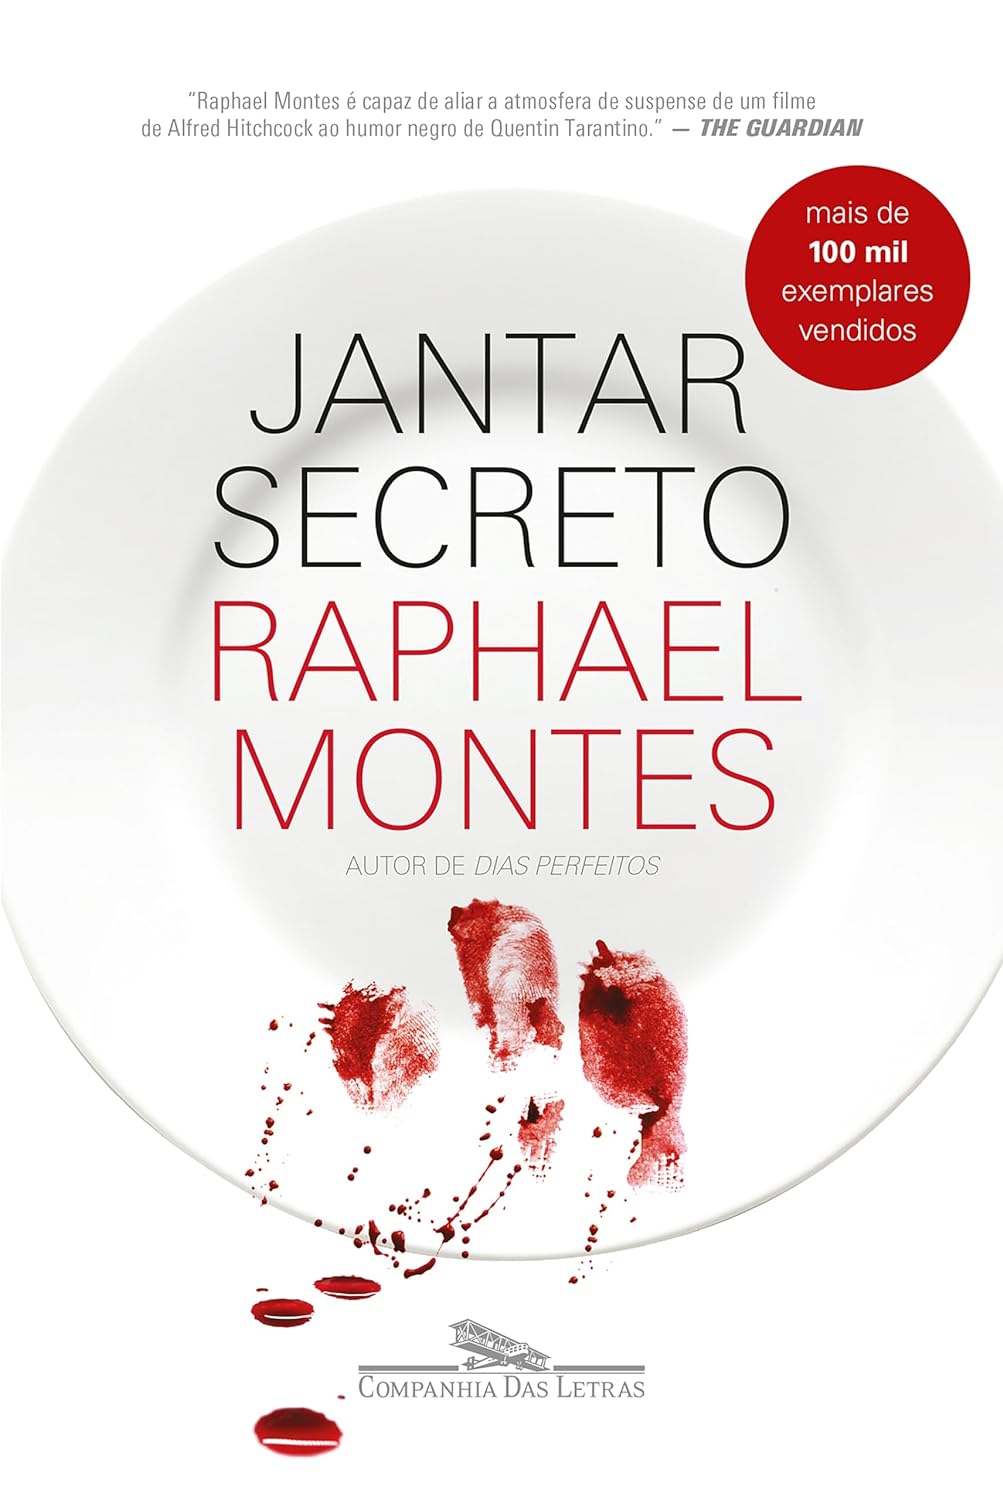 “Raphael Montes é capaz de aliar a atmosfera de suspense de um filme
de Alfred Hitchcock ao humor negro de Quentin Tarantino.” — THE GUARDIAN
mais de
100 mil
exemplares
vendidos
JANTAR
SECRETO
RAPHAEL
MONTES
AUTOR DE DIAS PERFEITOS
COMPANHIA DAS LETRAS